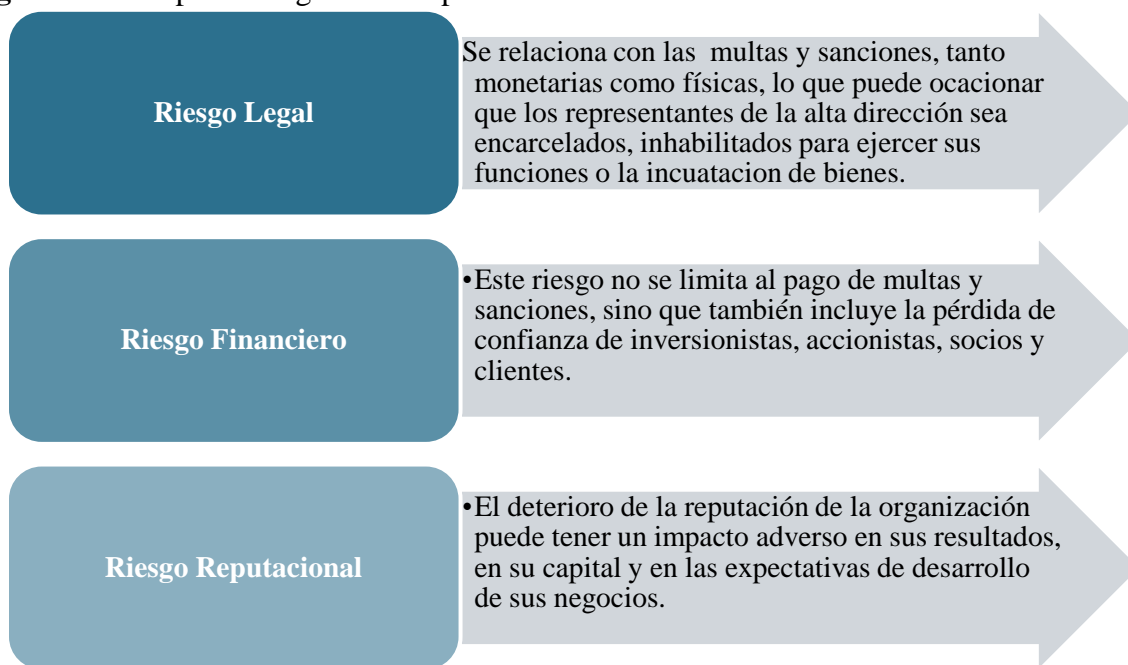 Riesgo Legal
Se relaciona con las multas y sanciones, tanto
monetarias como físicas, lo que puede ocacionar
que los representantes de la alta dirección sea
encarcelados, inhabilitados para ejercer sus
funciones o la incuatacion de bienes.
Riesgo Financiero
•Este riesgo no se limita al pago de multas y
sanciones, sino que también incluye la pérdida de
confianza de inversionistas, accionistas, socios y
clientes.
Riesgo Reputacional
•El deterioro de la reputación de la organización
puede tener un impacto adverso en sus resultados,
en su capital y en las expectativas de desarrollo
de sus negocios.